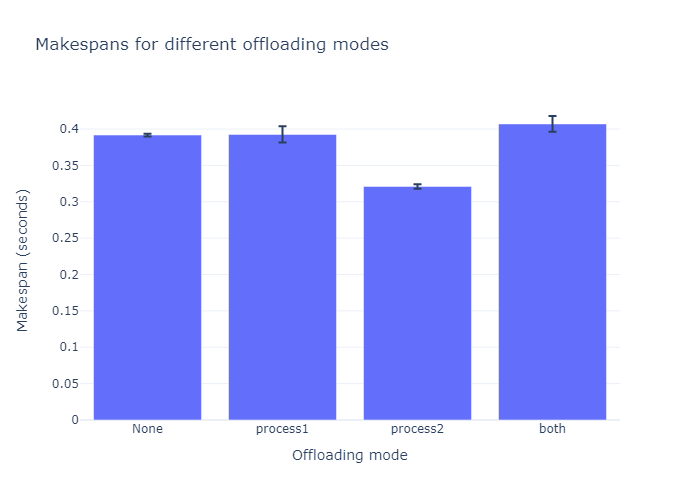 Makespans for different offloading modes
Makespan (seconds)
0.4
0.35
0.3
0.25
0.2
0.15
0.1
0.05
0
None process1 process2 both
Offloading mode